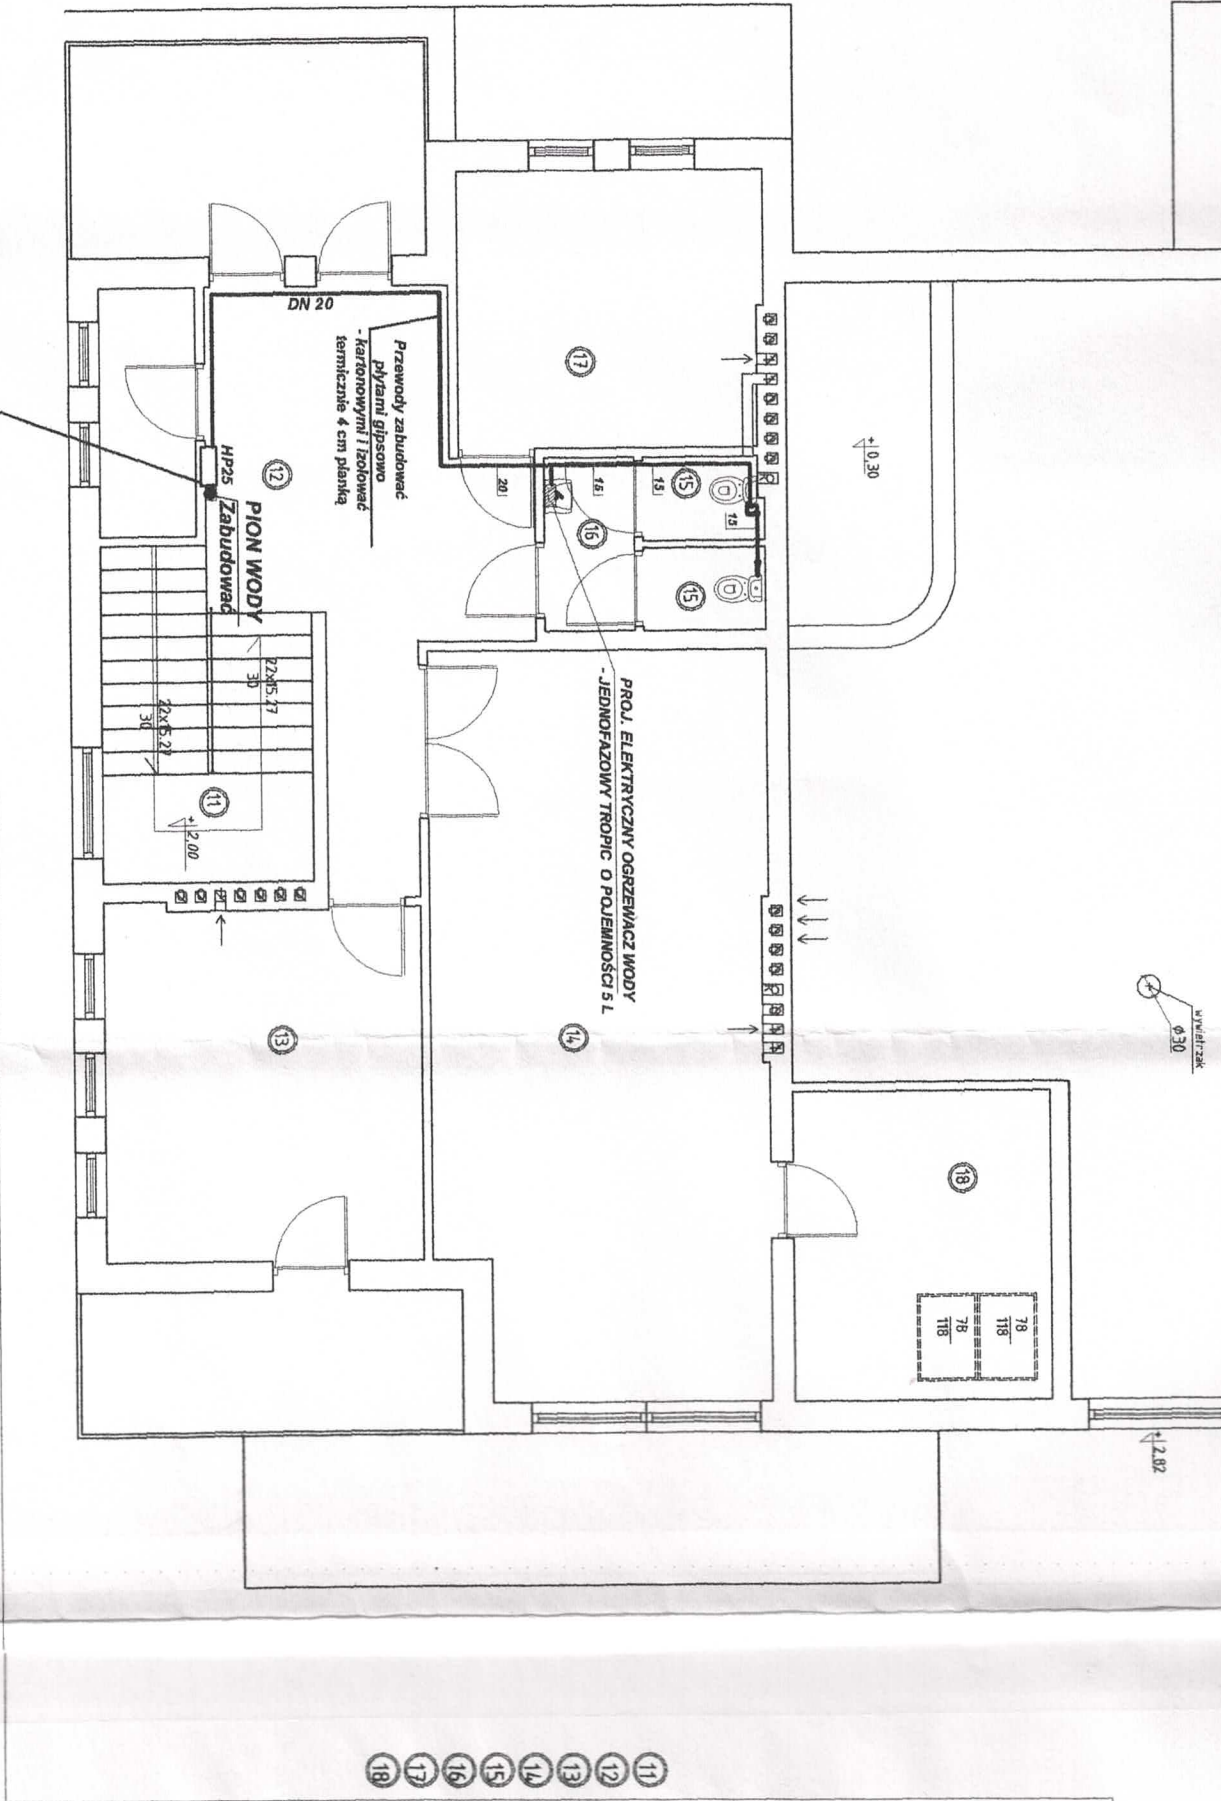 DN 20
Przewody zabudować
płytami gipsowo
- kartonowymi i izolować
termicznie 4 cm planką
HP25
PION WODY
Zabudować
PROJ. ELEKTRYCZNY OGRZEWACZ WODY
- JEDNOFAZOWY TROPIC O POJEMNOŚCI 5 L
17
12
20
15
15
15
15
16
15
+0,30
22x15.27
30
22x15.27
30
11
+2,00
13
14
wywietrzak
ϕ30
18
78
118
78
118
+2,82
11
12
13
14
15
16
17
18